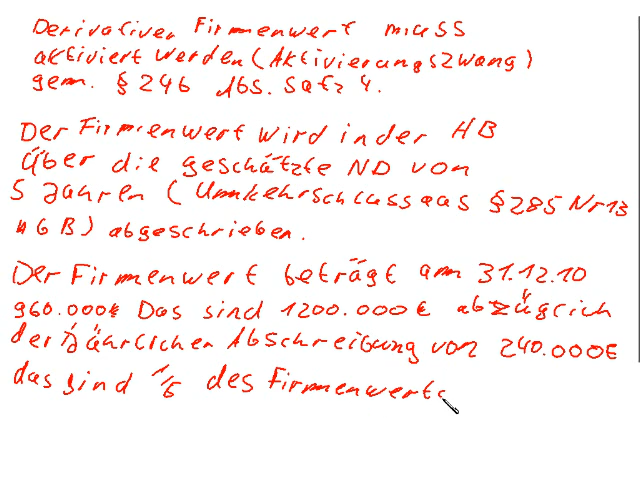 Derivativer Firmenwert muss
aktiviert werden (Aktivierungszwang)
gem. § 246 Abs. Satz 4.
Der Firmenwert wird in der HB
über die geschätzte ND von
5 Jahren (Umkehrschluss aus § 285 Nr 13
HGB) abgeschrieben.
Der Firmenwert beträgt am 31.12.10
960.000€ Das sind 1200.000€ abzüglich
der jährlichen Abschreibung von 240.000€
das sind 1/5 des Firmenwerts